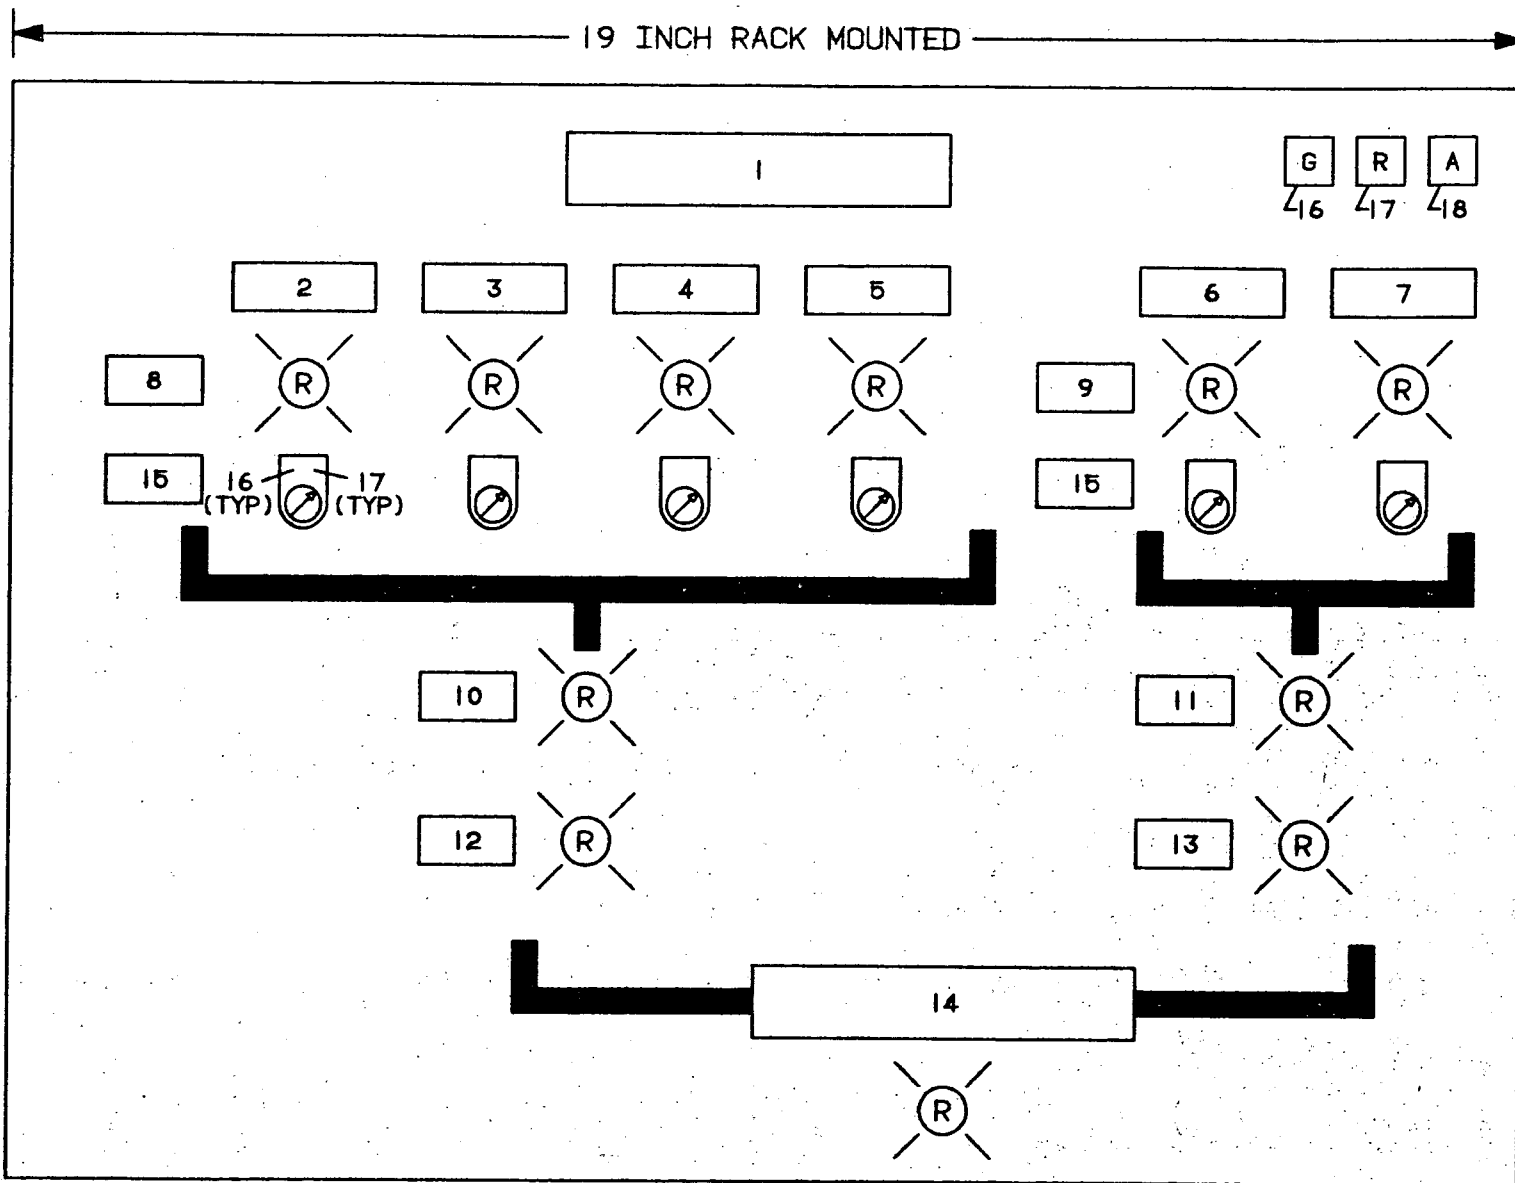 19 INCH RACK MOUNTED
1
G R A
16 17 18
2 3 4 5 6 7
8 R R R R 9 R R
15 16 17 15
(TYP) (TYP)
10 R 11 R
12 R 13 R
14
R